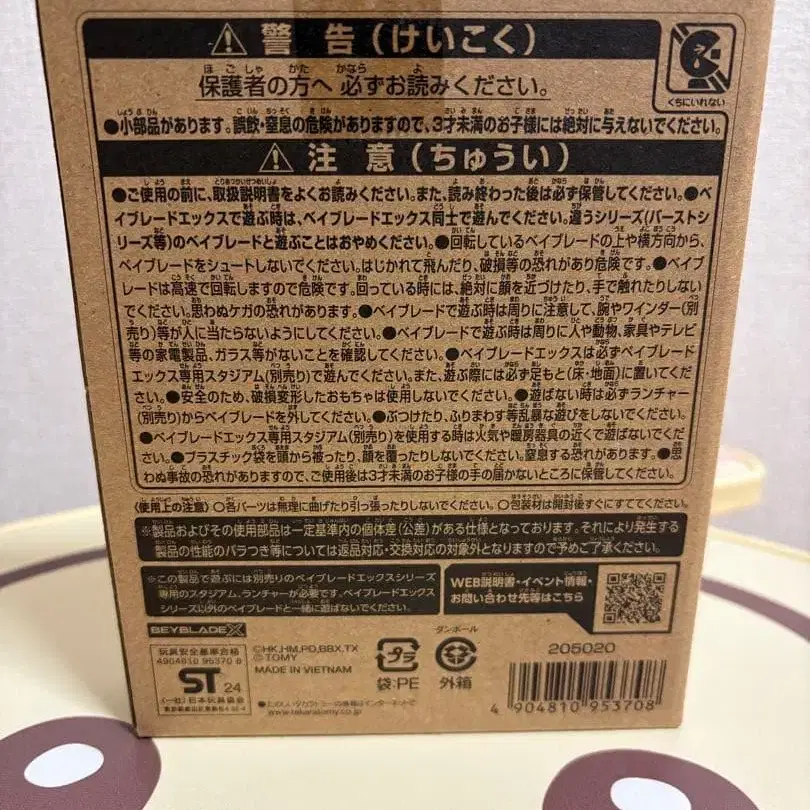 ⚠ 警告(けいこく)
保護者の方へ 必ずお読みください。
くちにいれない
●小部品があります。誤飲・窒息の危険がありますので、3才未満のお子様には絶対に与えないでください。
⚠ 注意(ちゅうい)
●ご使用の前に、取扱説明書をよくお読みください。また、読み終わった後は必ず保管してください。●ベ
イブレードエックスで遊ぶ時は、ベイブレードエックス同士で遊んでください。違うシリーズ(バーストシ
リーズ等)のベイブレードと遊ぶことはおやめください。●回転しているベイブレードの上や横方向から、
ベイブレードをシュートしないでください。はじかれて飛んだり、破損等の恐れがあり危険です。●ベイブ
レードは高速で回転しますので危険です。回っている時には、絶対に顔を近づけたり、手で触れたりしない
でください。思わぬケガの恐れがあります。●ベイブレードで遊ぶ時は周りに注意して、腕やワインダー(別
売り)等が人に当たらないようにしてください。●ベイブレードで遊ぶ時は周りに人や動物、家具やテレビ
等の家電製品、ガラス等がないことを確認してください。●ベイブレードエックスは必ずベイブレード
エックス専用スタジアム(別売り)で遊んでください。また、遊ぶ際には必ず足もと(床・地面)に置いてくだ
さい。●安全のため、破損変形したおもちゃは使用しないでください。●遊ばない時は必ずランチャー
(別売り)からベイブレードを外してください。●ぶつけたり、ふりまわす等乱暴な遊びをしないでください。
●ベイブレードエックス専用スタジアム(別売り)を使用する時は火気や暖房器具の近くで遊ばないでくだ
さい。●プラスチック袋を頭から被ったり、顔を覆ったりしないでください。窒息する恐れがあります。●思
わぬ事故の恐れがありますので、ご使用後は3才未満のお子様の手の届かないところに保管してください。
〈使用上の注意〉○各パーツは無理に曲げたり引っ張ったりしないでください。○包装材は開封後すぐにすててください。
※製品およびその使用部品は一定基準内の個体差(公差)がある仕様となっております。それにより発生する
製品の性能のバラつき等については返品対応・交換対応の対象外となりますので予めご了承ください。
※この製品で遊ぶには別売りのベイブレードエックスシリーズ
専用のスタジアム、ランチャーが必要です。ベイブレードエックス
シリーズ以外のベイブレードと一緒に遊ばないでください。
WEB説明書・イベント情報・
お問い合わせ先等はこちら
BEYBLADE X
玩具安全基準合格
4904810 95370 8
ST 24
(一社)日本玩具協会
©HK,HM,PD,BBX,TX
©TOMY
MADE IN VIETNAM
プラ
袋:PE
ダンボール
外箱
205020
4 904810 953708
●たのしいタカラトミーの情報はインターネットで
www.takaratomy.co.jp